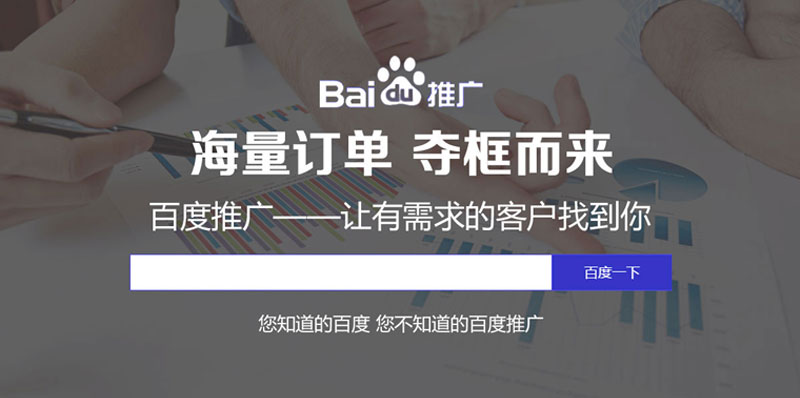 Bai du 推广
海量订单 夺框而来
百度推广——让有需求的客户找到你
百度一下
您知道的百度 您不知道的百度推广